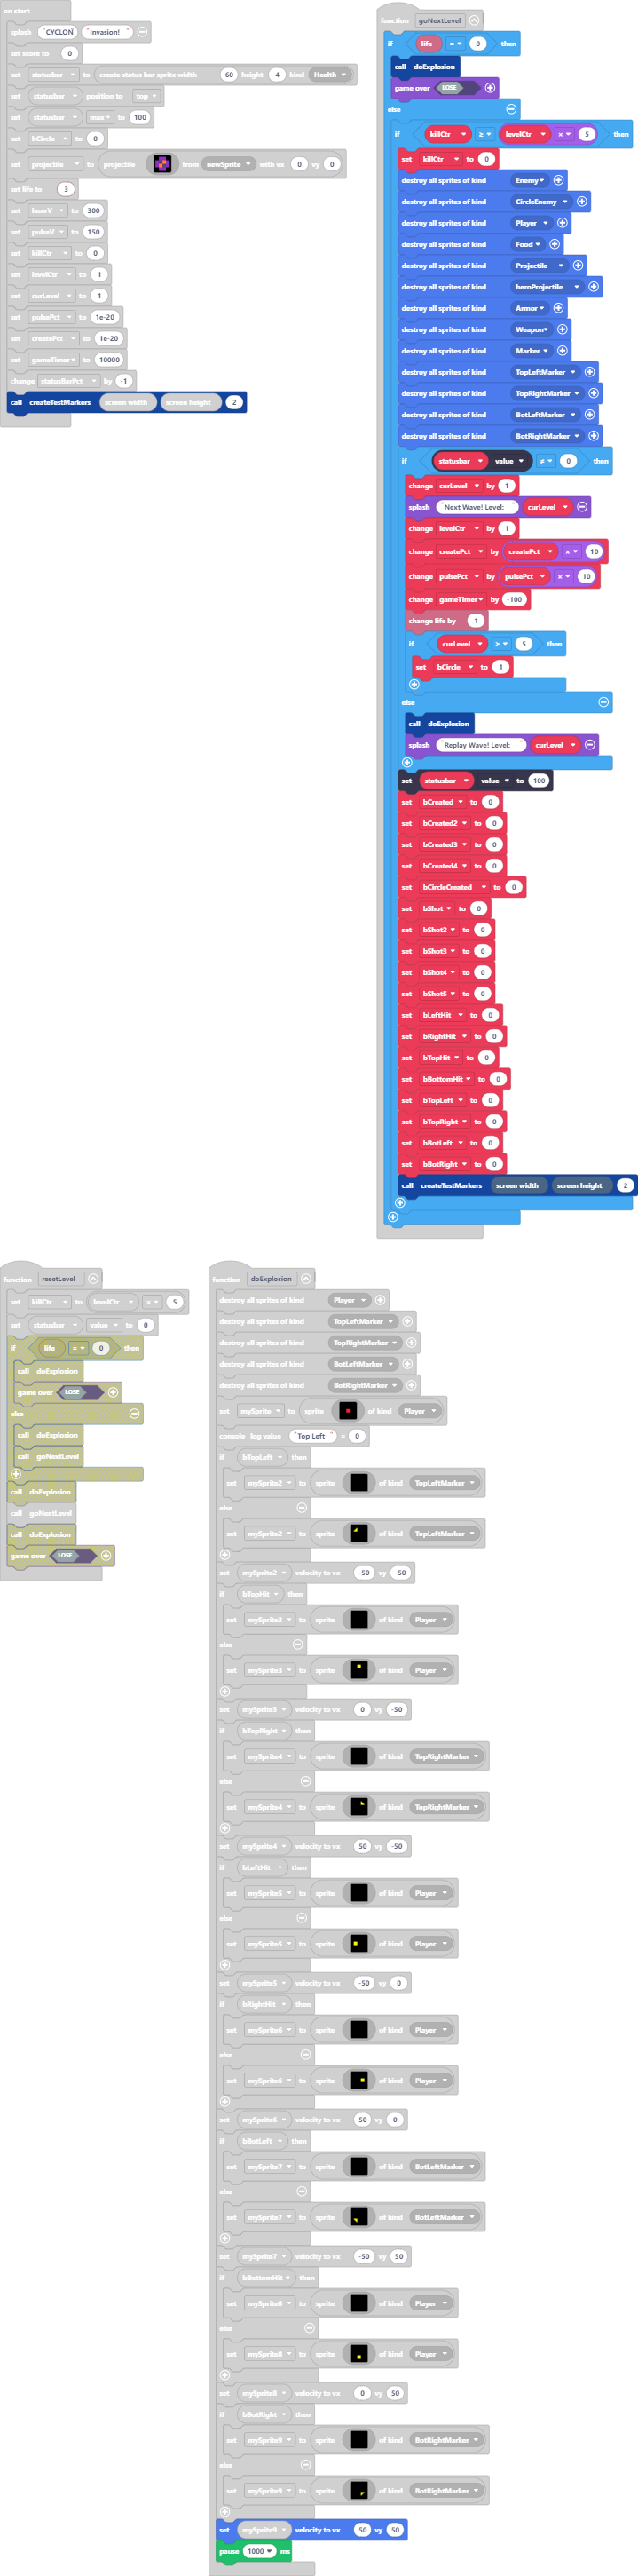 on start
splash "CYCLON" "Invasion!"
set score to 0
set statusbar to create status bar sprite width 60 height 4 kind Health
set statusbar position to top
set statusbar max to 100
set bCircle to 0
set projectile to projectile from newSprite with vx 0 vy 0
set life to 3
set laserV to 300
set pulseV to 150
set killCtr to 0
set levelCtr to 1
set curLevel to 1
set pulsePct to 1e-20
set createPct to 1e-20
set gameTimer to 10000
change statusBarPct by -1
call createTestMarkers screen width screen height 2
function goNextLevel
if life = 0 then
call doExplosion
game over LOSE
else
if killCtr ≥ levelCtr × 5 then
set killCtr to 0
destroy all sprites of kind Enemy
destroy all sprites of kind CircleEnemy
destroy all sprites of kind Player
destroy all sprites of kind Food
destroy all sprites of kind Projectile
destroy all sprites of kind heroProjectile
destroy all sprites of kind Armor
destroy all sprites of kind Weapon
destroy all sprites of kind Marker
destroy all sprites of kind TopLeftMarker
destroy all sprites of kind TopRightMarker
destroy all sprites of kind BotLeftMarker
destroy all sprites of kind BotRightMarker
if statusbar value ≠ 0 then
change curLevel by 1
splash "Next Wave! Level: " curLevel
change levelCtr by 1
change createPct by createPct × 10
change pulsePct by pulsePct × 10
change gameTimer by -100
change life by 1
if curLevel ≥ 5 then
set bCircle to 1
else
call doExplosion
splash "Replay Wave! Level: " curLevel
set statusbar value to 100
set bCreated to 0
set bCreated2 to 0
set bCreated3 to 0
set bCreated4 to 0
set bCircleCreated to 0
set bShot to 0
set bShot2 to 0
set bShot3 to 0
set bShot4 to 0
set bShot5 to 0
set bLeftHit to 0
set bRightHit to 0
set bTopHit to 0
set bBottomHit to 0
set bTopLeft to 0
set bTopRight to 0
set bBotLeft to 0
set bBotRight to 0
call createTestMarkers screen width screen height 2
function resetLevel
set killCtr to levelCtr × 5
set statusbar value to 0
if life = 0 then
call doExplosion
game over LOSE
else
call doExplosion
call goNextLevel
call doExplosion
call goNextLevel
call doExplosion
game over LOSE
function doExplosion
destroy all sprites of kind Player
destroy all sprites of kind TopLeftMarker
destroy all sprites of kind TopRightMarker
destroy all sprites of kind BotLeftMarker
destroy all sprites of kind BotRightMarker
set mySprite to sprite of kind Player
console log value "Top Left" = 0
if bTopLeft then
set mySprite2 to sprite of kind TopLeftMarker
else
set mySprite2 to sprite of kind TopLeftMarker
set mySprite2 velocity to vx -50 vy -50
if bTopHit then
set mySprite3 to sprite of kind Player
else
set mySprite3 to sprite of kind Player
set mySprite3 velocity to vx 0 vy -50
if bTopRight then
set mySprite4 to sprite of kind TopRightMarker
else
set mySprite4 to sprite of kind TopRightMarker
set mySprite4 velocity to vx 50 vy -50
if bLeftHit then
set mySprite5 to sprite of kind Player
else
set mySprite5 to sprite of kind Player
set mySprite5 velocity to vx -50 vy 0
if bRightHit then
set mySprite6 to sprite of kind Player
else
set mySprite6 to sprite of kind Player
set mySprite6 velocity to vx 50 vy 0
if bBotLeft then
set mySprite7 to sprite of kind BotLeftMarker
else
set mySprite7 to sprite of kind BotLeftMarker
set mySprite7 velocity to vx -50 vy 50
if bBottomHit then
set mySprite8 to sprite of kind Player
else
set mySprite8 to sprite of kind Player
set mySprite8 velocity to vx 0 vy 50
if bBotRight then
set mySprite9 to sprite of kind BotRightMarker
else
set mySprite9 to sprite of kind BotRightMarker
set mySprite9 velocity to vx 50 vy 50
pause 1000 ms